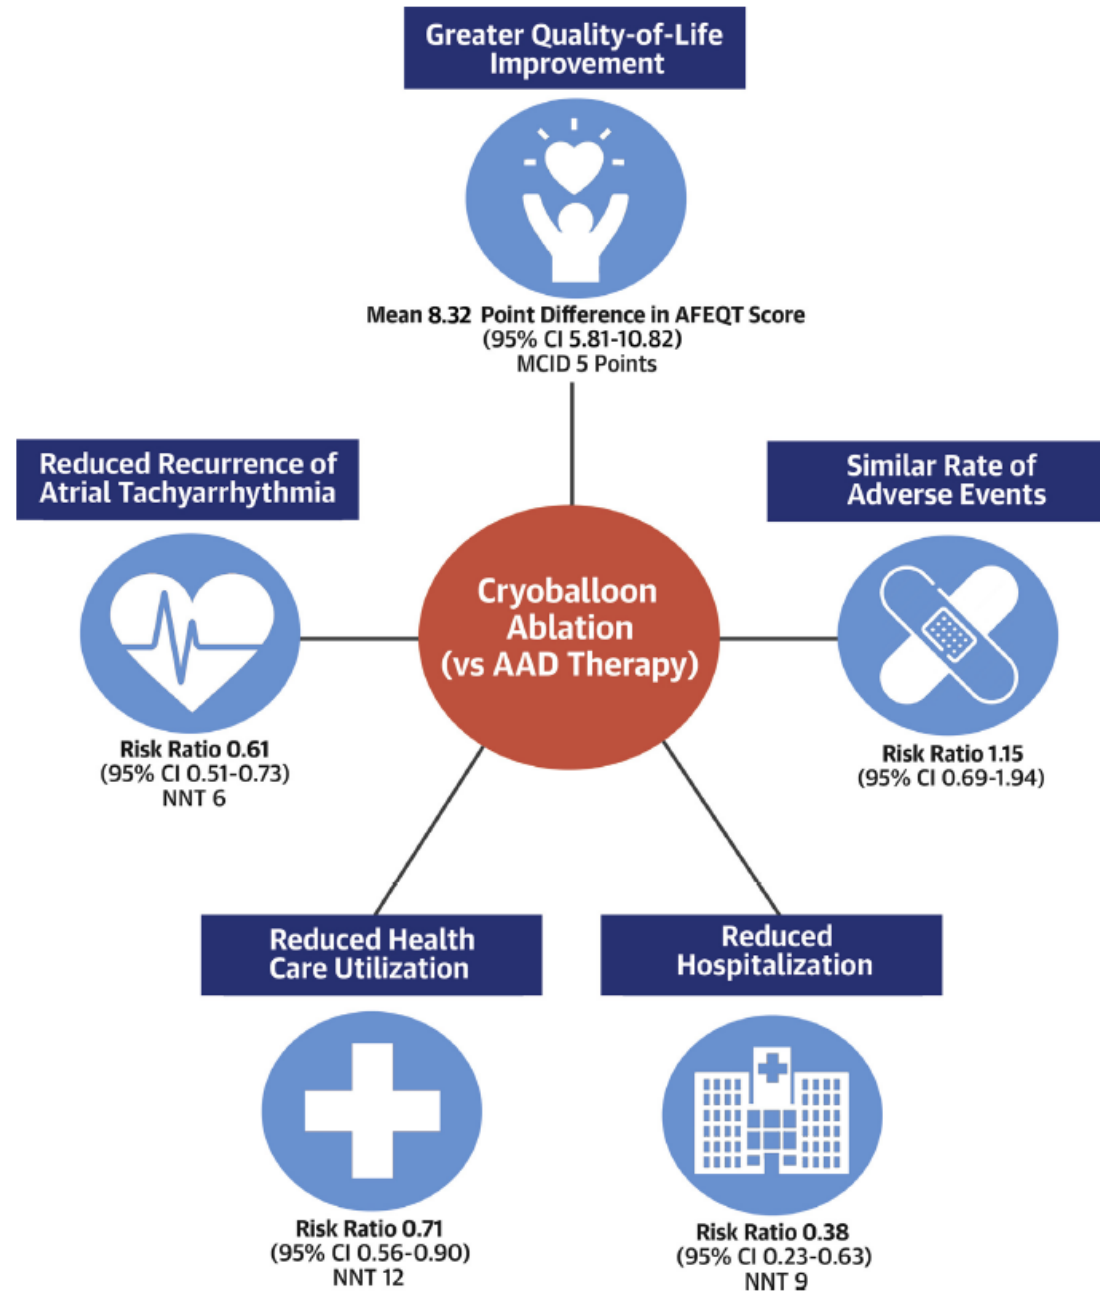 Greater Quality-of-Life
Improvement
Mean 8.32 Point Difference in AFEQT Score
(95% CI 5.81-10.82)
MCID 5 Points
Reduced Recurrence of
Atrial Tachyarrhythmia
Risk Ratio 0.61
(95% CI 0.51-0.73)
NNT 6
Similar Rate of
Adverse Events
Risk Ratio 1.15
(95% CI 0.69-1.94)
Cryoballoon
Ablation
(vs AAD Therapy)
Reduced Health
Care Utilization
Risk Ratio 0.71
(95% CI 0.56-0.90)
NNT 12
Reduced
Hospitalization
Risk Ratio 0.38
(95% CI 0.23-0.63)
NNT 9